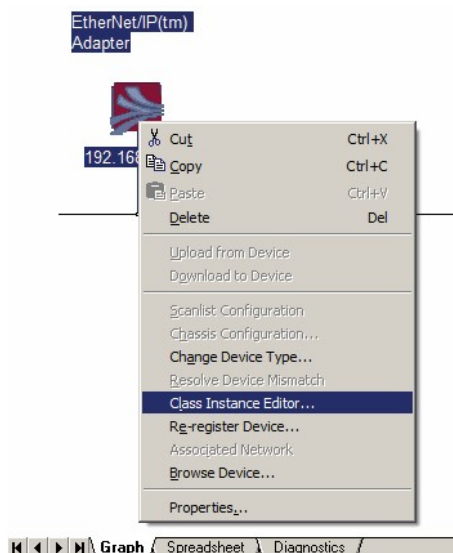 EtherNet/IP(tm)
Adapter
192.168
Cut Ctrl+X
Copy Ctrl+C
Paste Ctrl+V
Delete Del
Upload from Device
Download to Device
Scanlist Configuration
Chassis Configuration...
Change Device Type...
Resolve Device Mismatch
Class Instance Editor...
Re-register Device...
Associated Network
Browse Device...
Properties...
Graph Spreadsheet Diagnostics